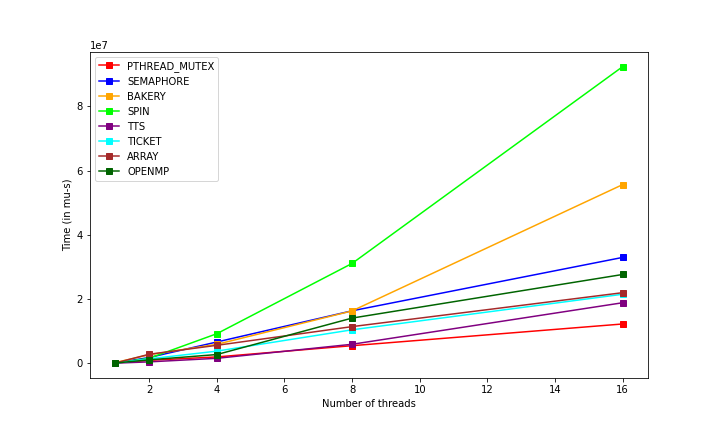 1e7
PTHREAD_MUTEX
SEMAPHORE
BAKERY
SPIN
TTS
TICKET
ARRAY
OPENMP
8
6
4
2
0
Time (in mu-s)
2 4 6 8 10 12 14 16
Number of threads